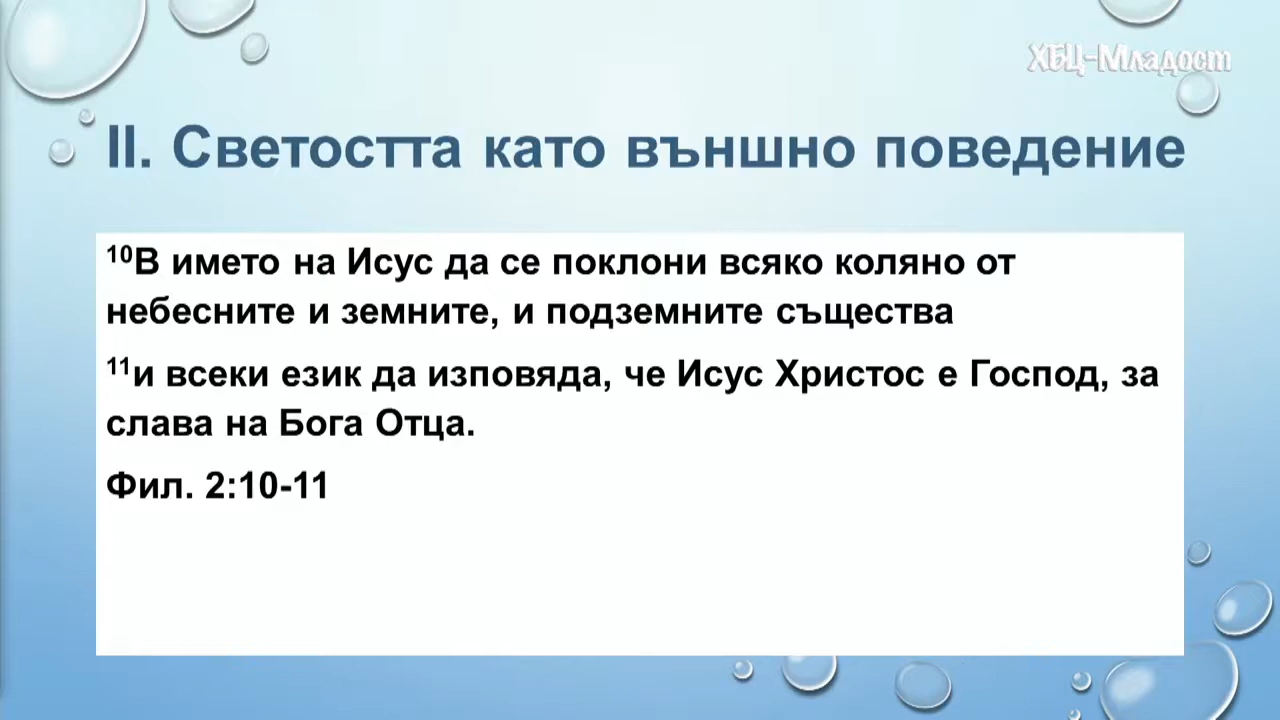 ХБЦ-Младост
II. Светостта като външно поведение
¹⁰В името на Исус да се поклони всяко коляно от
небесните и земните, и подземните същества
¹¹и всеки език да изповяда, че Исус Христос е Господ, за
слава на Бога Отца.
Фил. 2:10-11